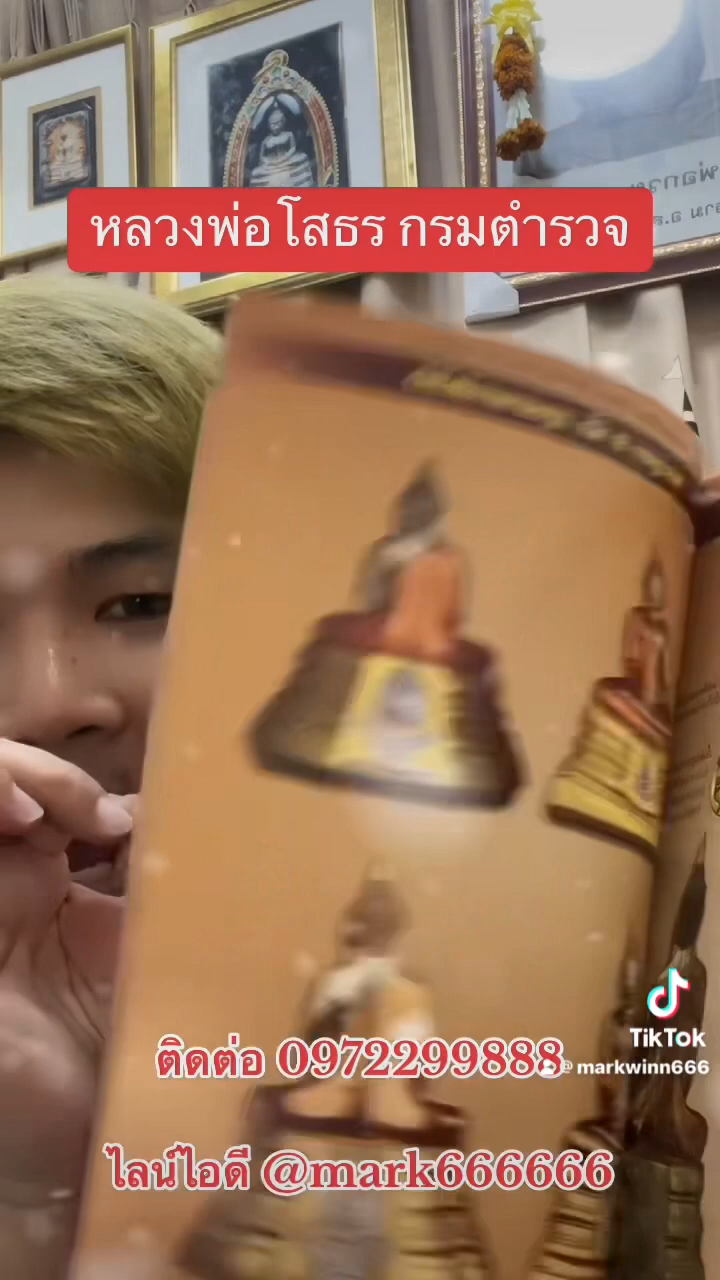 หลวงพ่อโสธร กรมตำรวจ
ติดต่อ 0972299888
TikTok
@markwinn666
ไลน์ไอดี @mark666666